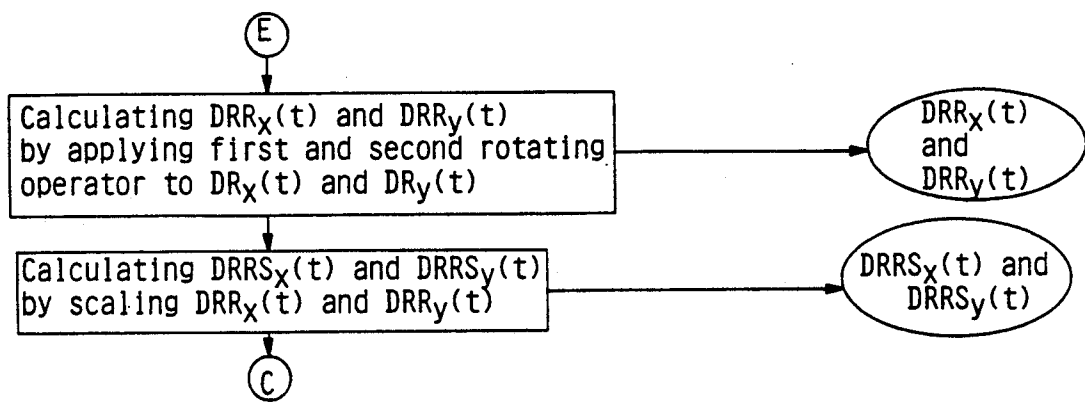 E
Calculating DRRx(t) and DRRy(t)
by applying first and second rotating
operator to DRx(t) and DRy(t)
DRRx(t)
and
DRRy(t)
Calculating DRRSx(t) and DRRSy(t)
by scaling DRRx(t) and DRRy(t)
DRRSx(t) and
DRRSy(t)
C